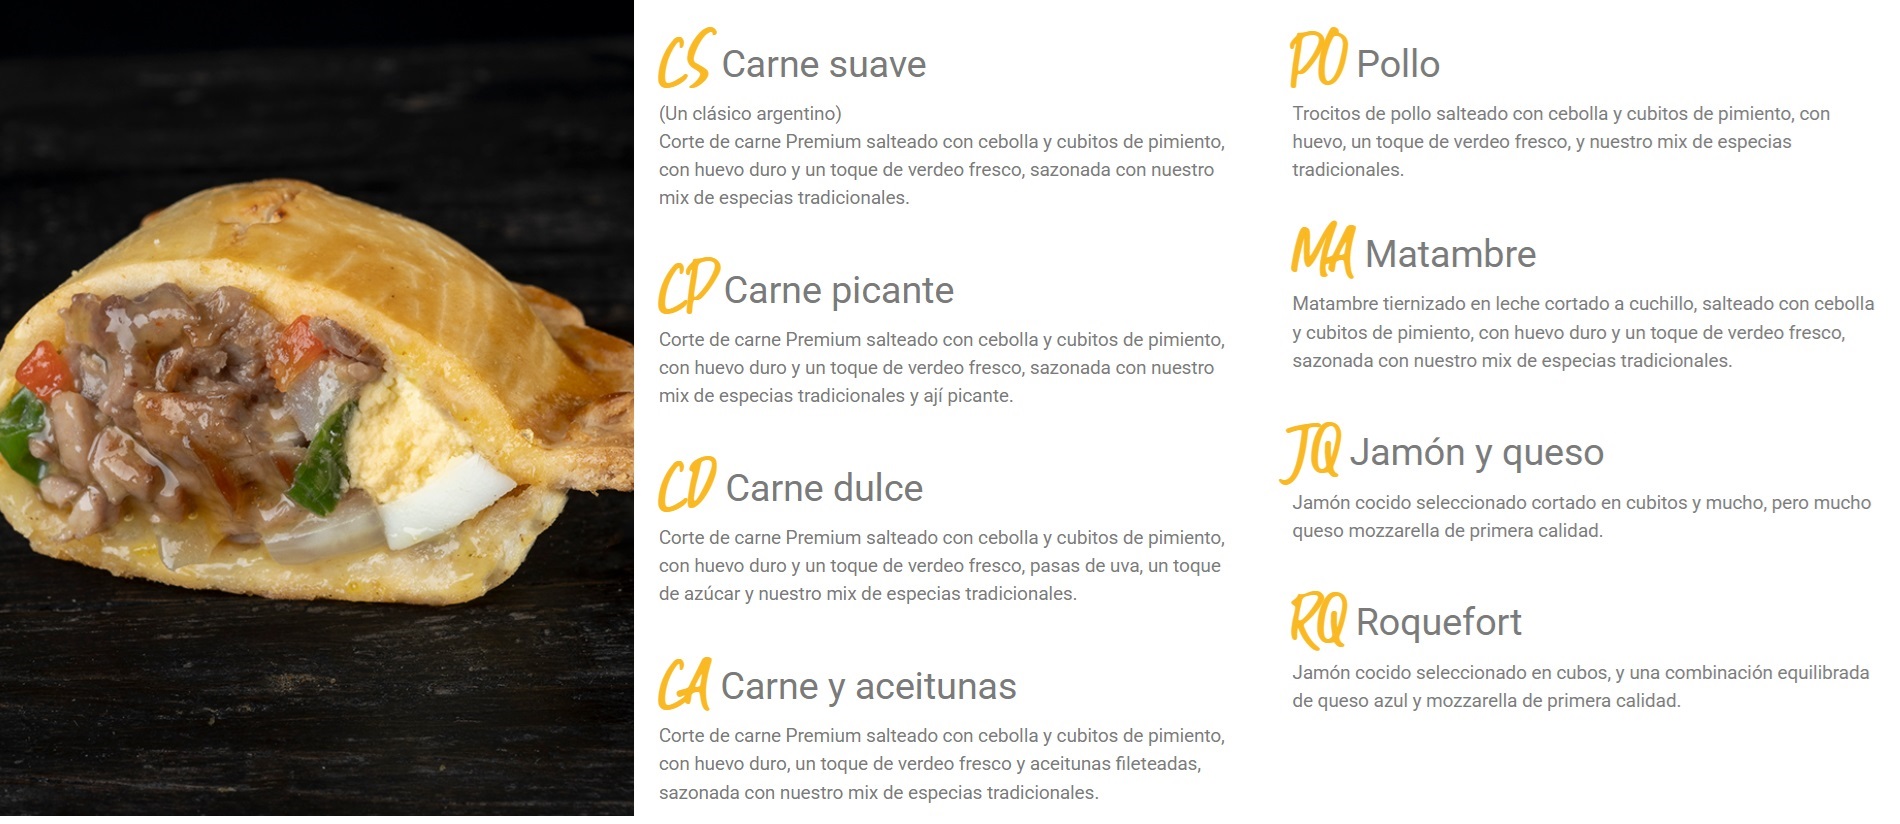 CS Carne suave
(Un clásico argentino)
Corte de carne Premium salteado con cebolla y cubitos de pimiento,
con huevo duro y un toque de verdeo fresco, sazonada con nuestro
mix de especias tradicionales.
CP Carne picante
Corte de carne Premium salteado con cebolla y cubitos de pimiento,
con huevo duro y un toque de verdeo fresco, sazonada con nuestro
mix de especias tradicionales y ají picante.
CD Carne dulce
Corte de carne Premium salteado con cebolla y cubitos de pimiento,
con huevo duro y un toque de verdeo fresco, pasas de uva, un toque
de azúcar y nuestro mix de especias tradicionales.
CA Carne y aceitunas
Corte de carne Premium salteado con cebolla y cubitos de pimiento,
con huevo duro, un toque de verdeo fresco y aceitunas fileteadas,
sazonada con nuestro mix de especias tradicionales.
PO Pollo
Trocitos de pollo salteado con cebolla y cubitos de pimiento, con
huevo, un toque de verdeo fresco, y nuestro mix de especias
tradicionales.
MA Matambre
Matambre tiernizado en leche cortado a cuchillo, salteado con cebolla
y cubitos de pimiento, con huevo duro y un toque de verdeo fresco,
sazonada con nuestro mix de especias tradicionales.
JQ Jamón y queso
Jamón cocido seleccionado cortado en cubitos y mucho, pero mucho
queso mozzarella de primera calidad.
RQ Roquefort
Jamón cocido seleccionado en cubos, y una combinación equilibrada
de queso azul y mozzarella de primera calidad.